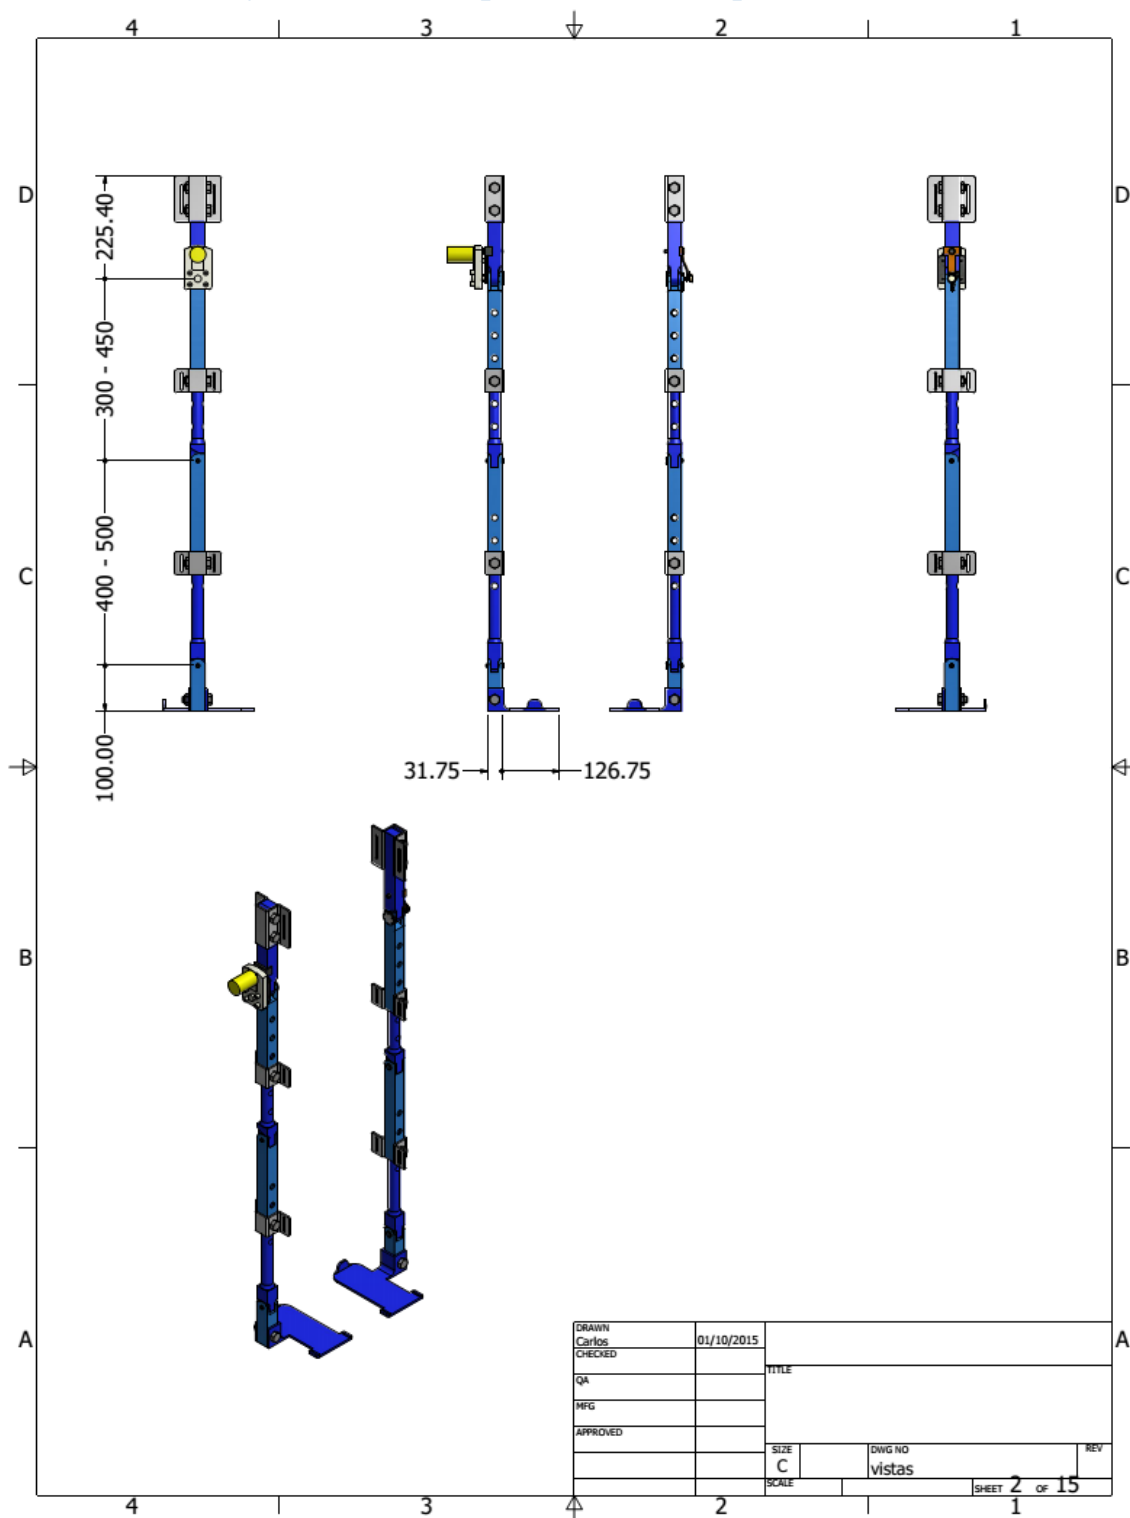 4 3 2 1
D D
225.40
300 - 450
400 - 500
C C
100.00
31.75 126.75
B B
A A
DRAWN
Carlos 01/10/2015
CHECKED
TITLE
QA
MFG
APPROVED
SIZE DWG NO REV
C vistas
SCALE SHEET 2 OF 15
4 3 2 1